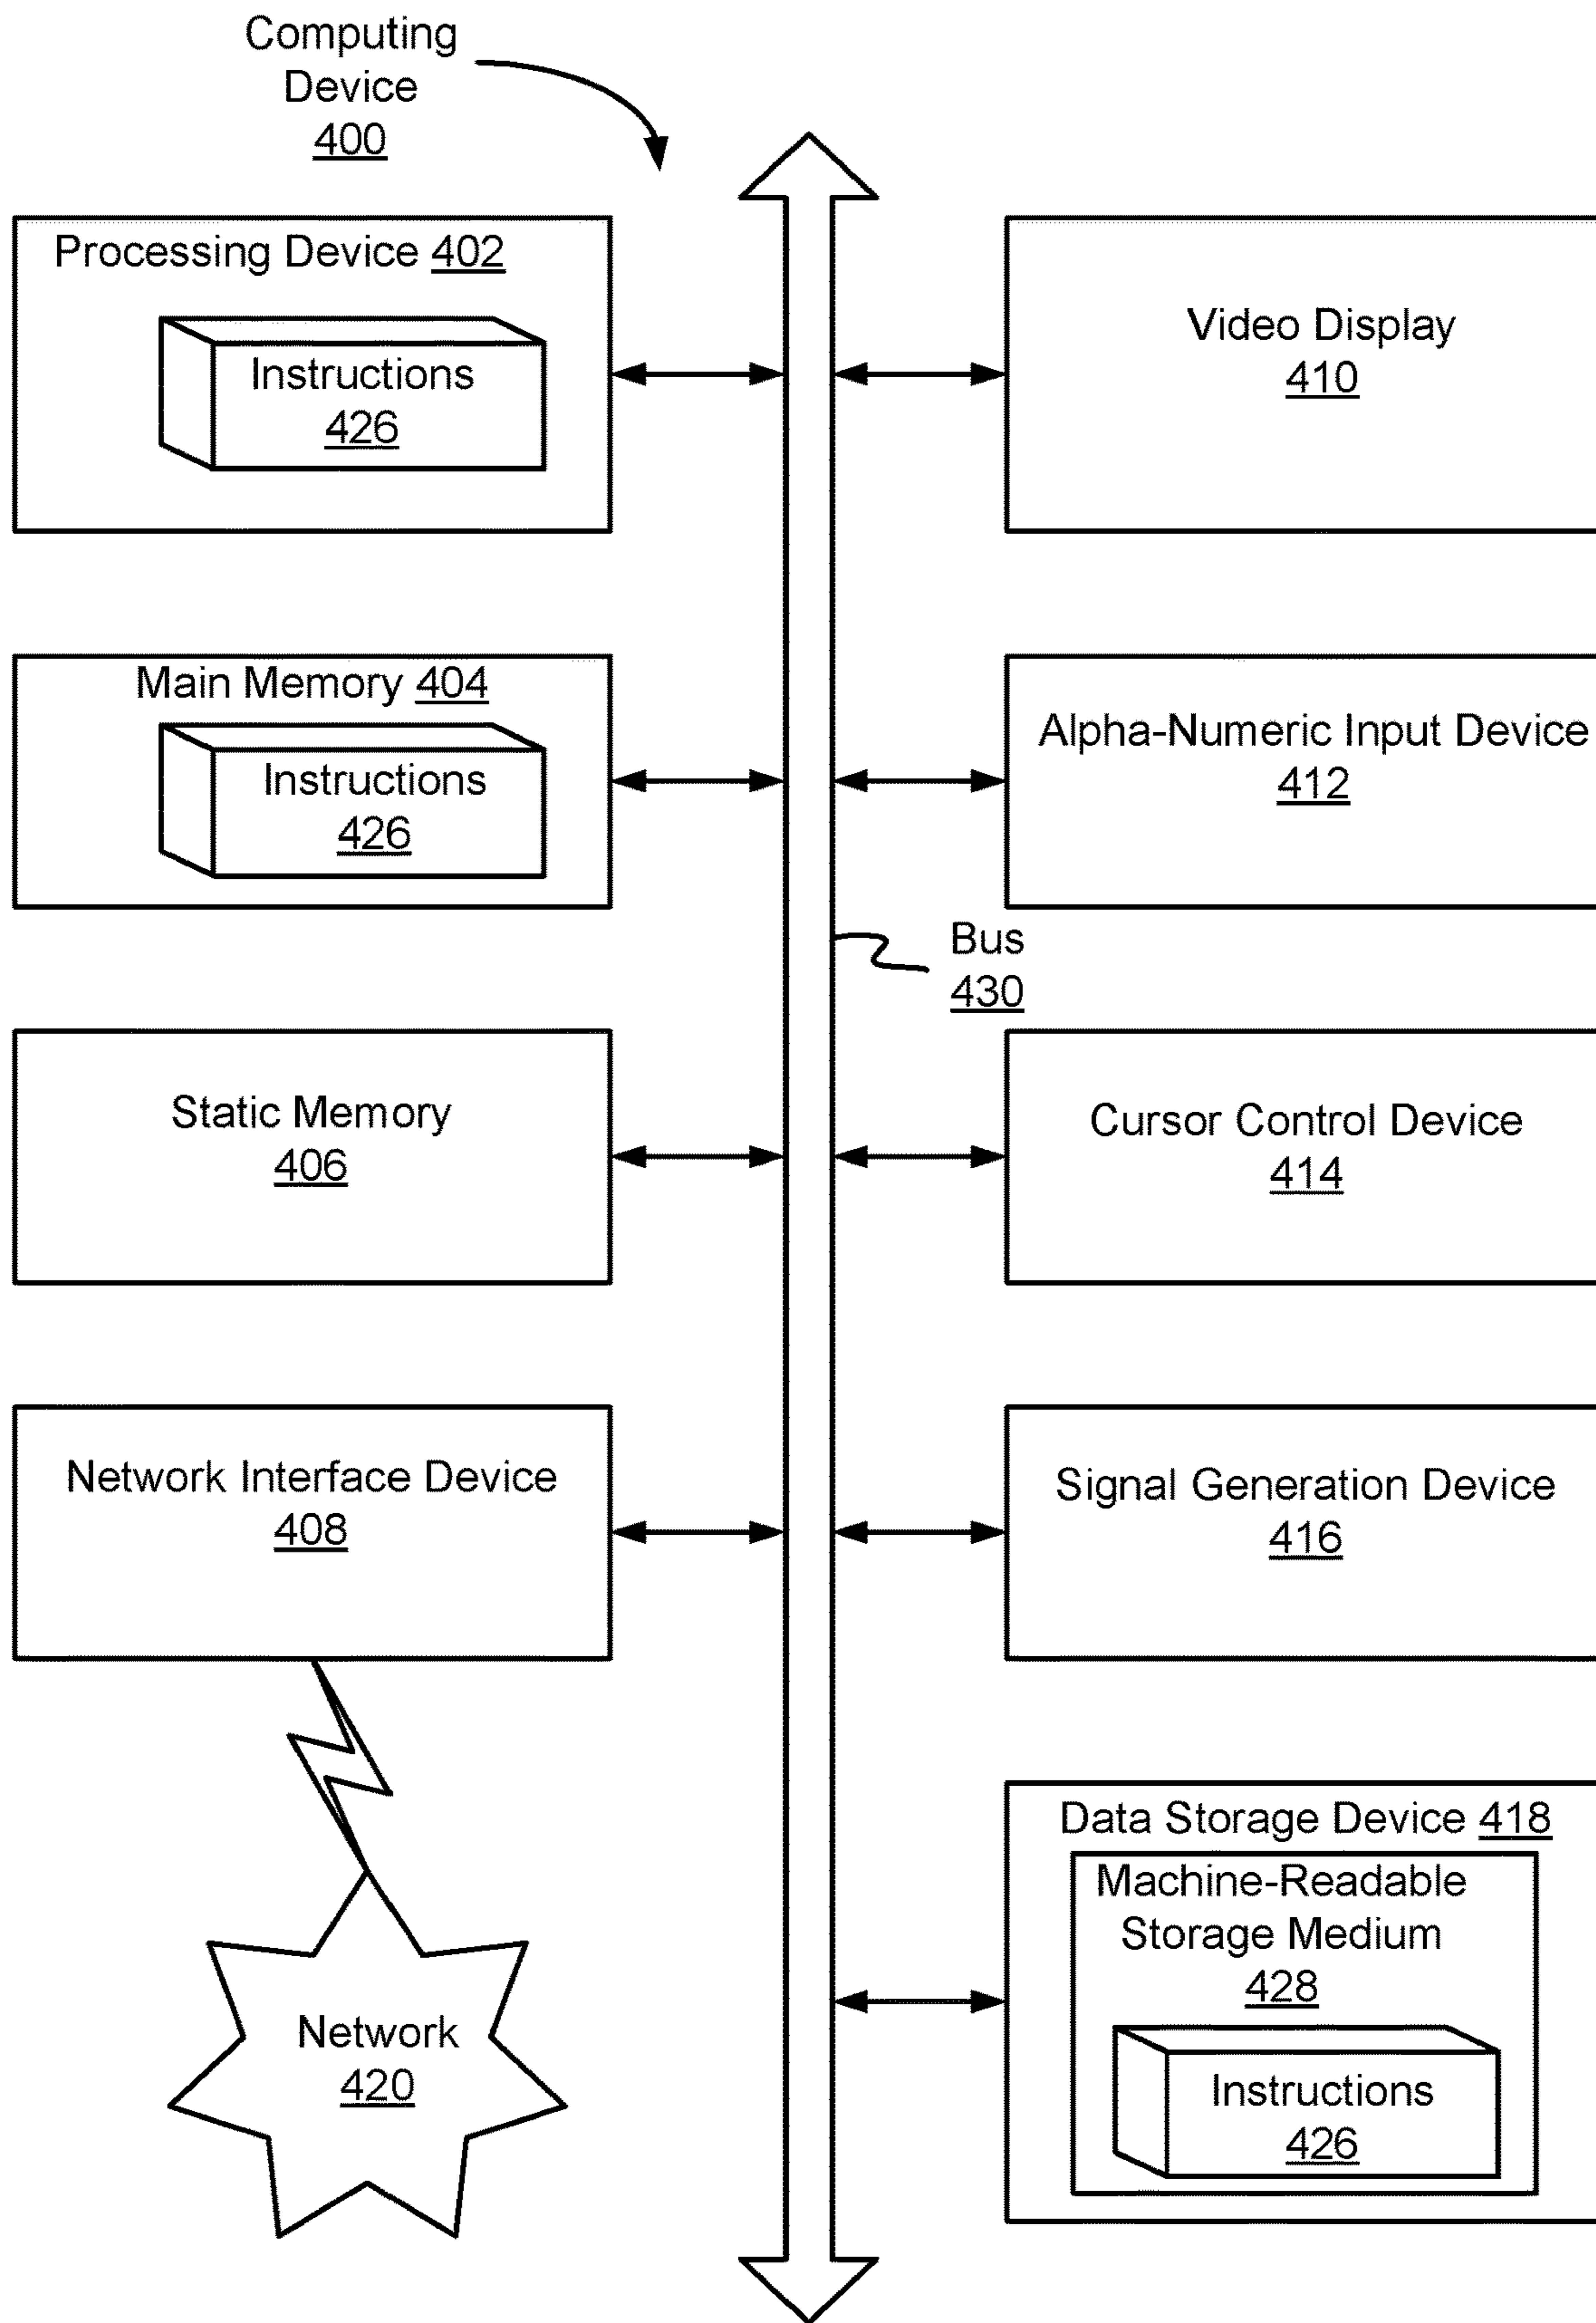 Computing
Device
400
Processing Device 402
Instructions
426
Video Display
410
Main Memory 404
Instructions
426
Alpha-Numeric Input Device
412
Bus
430
Static Memory
406
Cursor Control Device
414
Network Interface Device
408
Signal Generation Device
416
Data Storage Device 418
Machine-Readable
Storage Medium
428
Instructions
426
Network
420